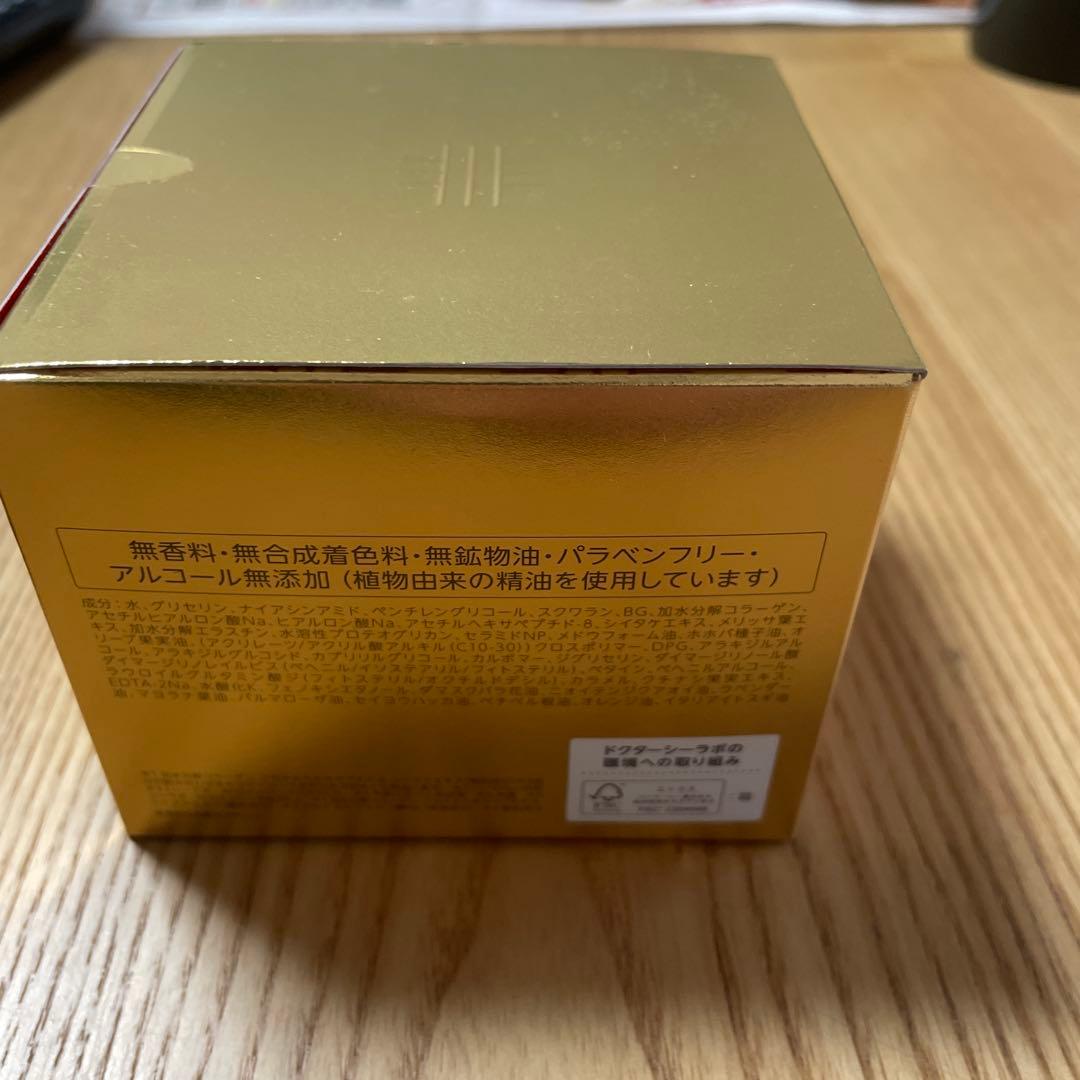 無香料・無合成着色料・無鉱物油・パラベンフリー・
アルコール無添加（植物由来の精油を使用しています）
成分：水、グリセリン、ナイアシンアミド、ペンチレングリコール、スクワラン、BG、加水分解コラーゲン、
アセチルヒアルロン酸Na、ヒアルロン酸Na、アセチルヘキサペプチド-8、シイタケエキス、メリッサ葉エ
キス、加水分解エラスチン、水溶性プロテオグリカン、セラミドNP、メドウフォーム油、ホホバ種子油、オ
リーブ果実油、（アクリレーツ/アクリル酸アルキル（C10-30））クロスポリマー、DPG、アラキジルアル
コール、アラキジルグルコシド、カプリリルグリコール、カルボマー、ジグリセリン、ダイマージリノール酸
ダイマージリノレイルビス（ベヘニル/イソステアリル/フィトステリル）、ベタイン、ベヘニルアルコール、
ラウロイルグルタミン酸ジ（フィトステリル/オクチルドデシル）、カラメル、クチナシ果実エキス、
EDTA-2Na、水酸化K、フェノキシエタノール、ダマスクバラ花油、ニオイテンジクアオイ油、ラベンダー
油、マヨラナ葉油、パルマローザ油、セイヨウハッカ油、ベチベル根油、オレンジ油、イタリアイトスギ油
ドクターシーラボの
環境への取り組み